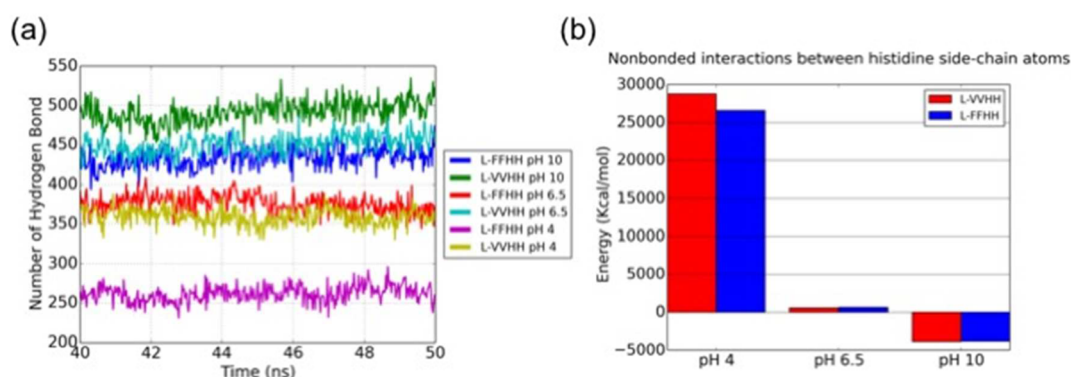 (a)
550
500
450
400
350
300
250
200
40 42 44 46 48 50
Number of Hydrogen Bond
Time (ns)
L-FFHH pH 10
L-VVHH pH 10
L-FFHH pH 6.5
L-VVHH pH 6.5
L-FFHH pH 4
L-VVHH pH 4
(b)
Nonbonded interactions between histidine side-chain atoms
30000
25000
20000
15000
10000
5000
0
−5000
Energy (Kcal/mol)
pH 4 pH 6.5 pH 10
L-VVHH
L-FFHH